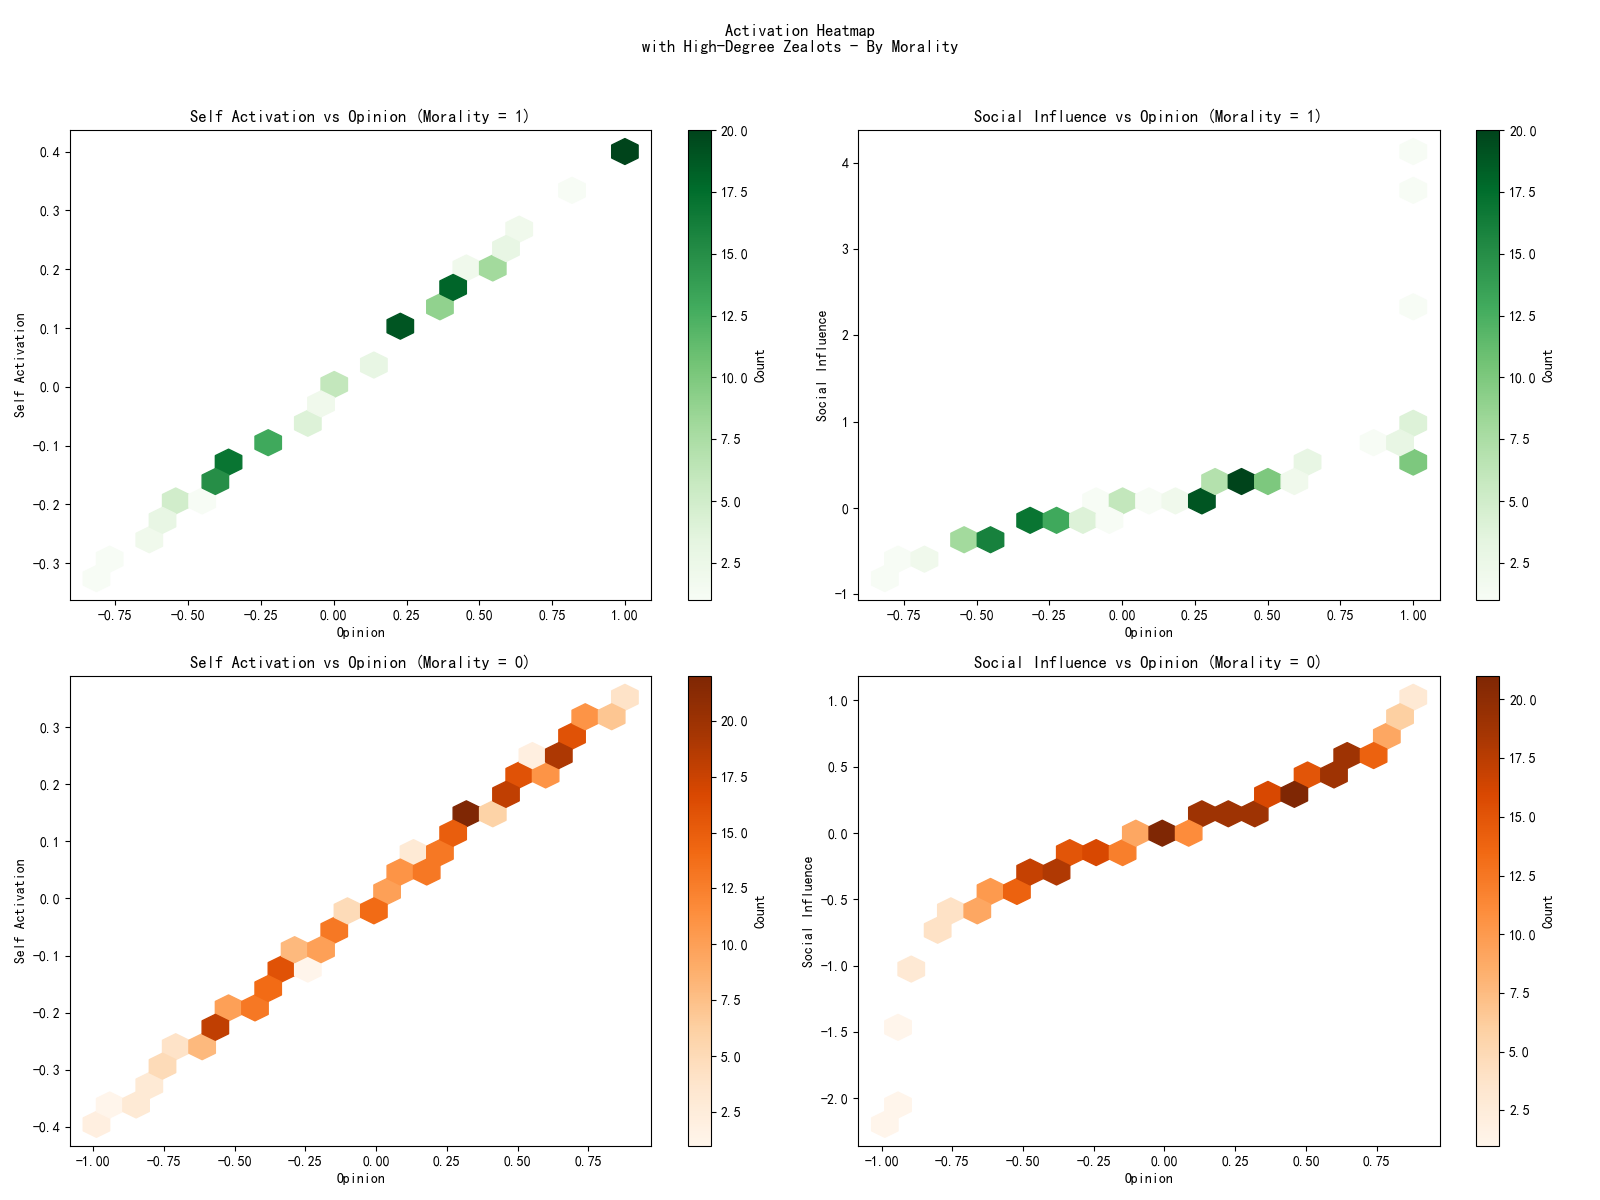 Activation Heatmap
with High-Degree Zealots - By Morality
Self Activation vs Opinion (Morality = 1)
Self Activation
0.4
0.3
0.2
0.1
0.0
-0.1
-0.2
-0.3
-0.75 -0.50 -0.25 0.00 0.25 0.50 0.75 1.00
Opinion
20.0
17.5
15.0
12.5
10.0
7.5
5.0
2.5
Count
Social Influence vs Opinion (Morality = 1)
Social Influence
4
3
2
1
0
-1
-0.75 -0.50 -0.25 0.00 0.25 0.50 0.75 1.00
Opinion
20.0
17.5
15.0
12.5
10.0
7.5
5.0
2.5
Count
Self Activation vs Opinion (Morality = 0)
Self Activation
0.3
0.2
0.1
0.0
-0.1
-0.2
-0.3
-0.4
-1.00 -0.75 -0.50 -0.25 0.00 0.25 0.50 0.75
Opinion
20.0
17.5
15.0
12.5
10.0
7.5
5.0
2.5
Count
Social Influence vs Opinion (Morality = 0)
Social Influence
1.0
0.5
0.0
-0.5
-1.0
-1.5
-2.0
-1.00 -0.75 -0.50 -0.25 0.00 0.25 0.50 0.75
Opinion
20.0
17.5
15.0
12.5
10.0
7.5
5.0
2.5
Count